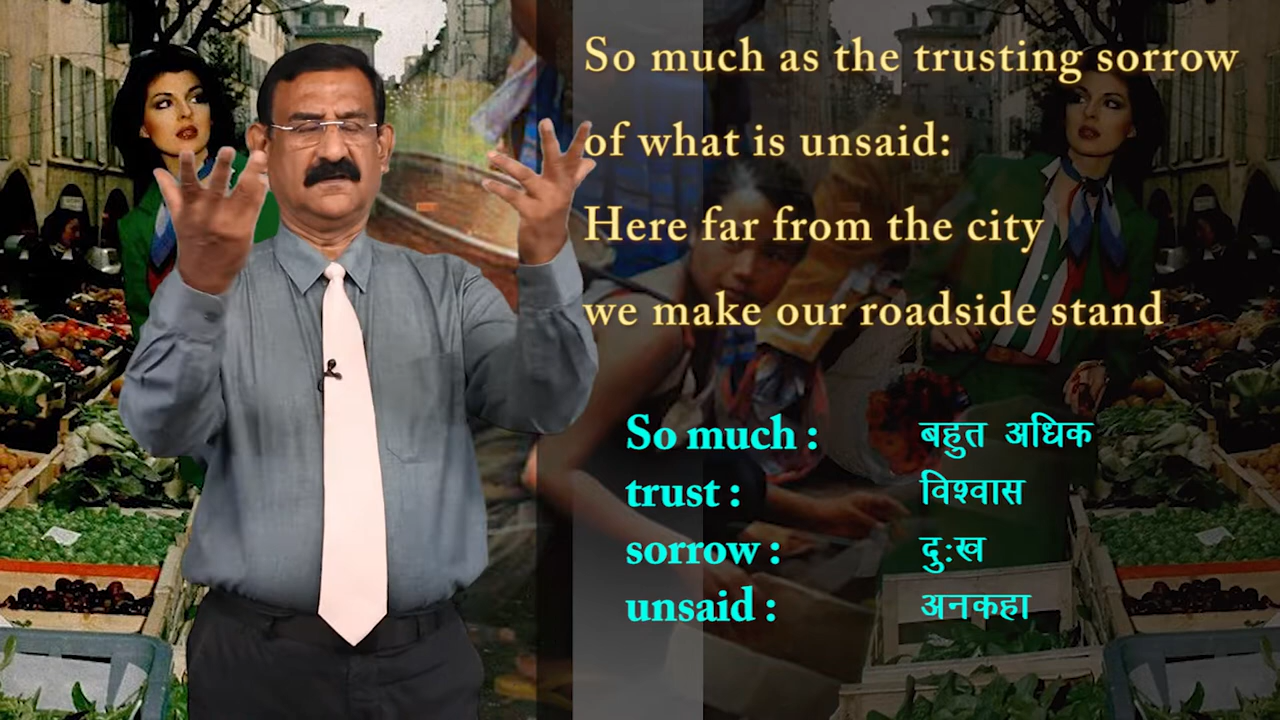 So much as the trusting sorrow
of what is unsaid:
Here far from the city
we make our roadside stand
So much : बहुत अधिक
trust : विश्वास
sorrow : दुःख
unsaid : अनकहा